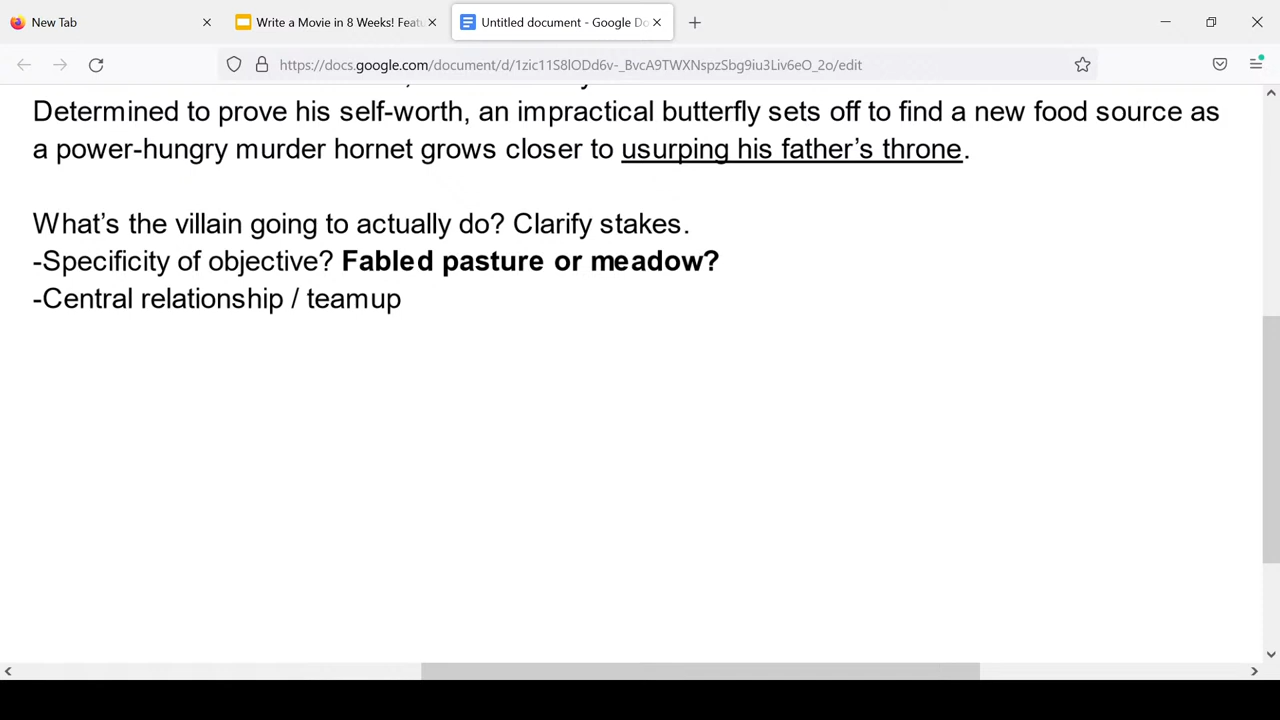 New Tab
Write a Movie in 8 Weeks! Featu
Untitled document - Google Do
https://docs.google.com/document/d/1zic11S8lODd6v-_BvcA9TWXNspzSbg9iu3Liv6eO_2o/edit
Determined to prove his self-worth, an impractical butterfly sets off to find a new food source as
a power-hungry murder hornet grows closer to usurping his father’s throne.
What’s the villain going to actually do? Clarify stakes.
-Specificity of objective? Fabled pasture or meadow?
-Central relationship / teamup